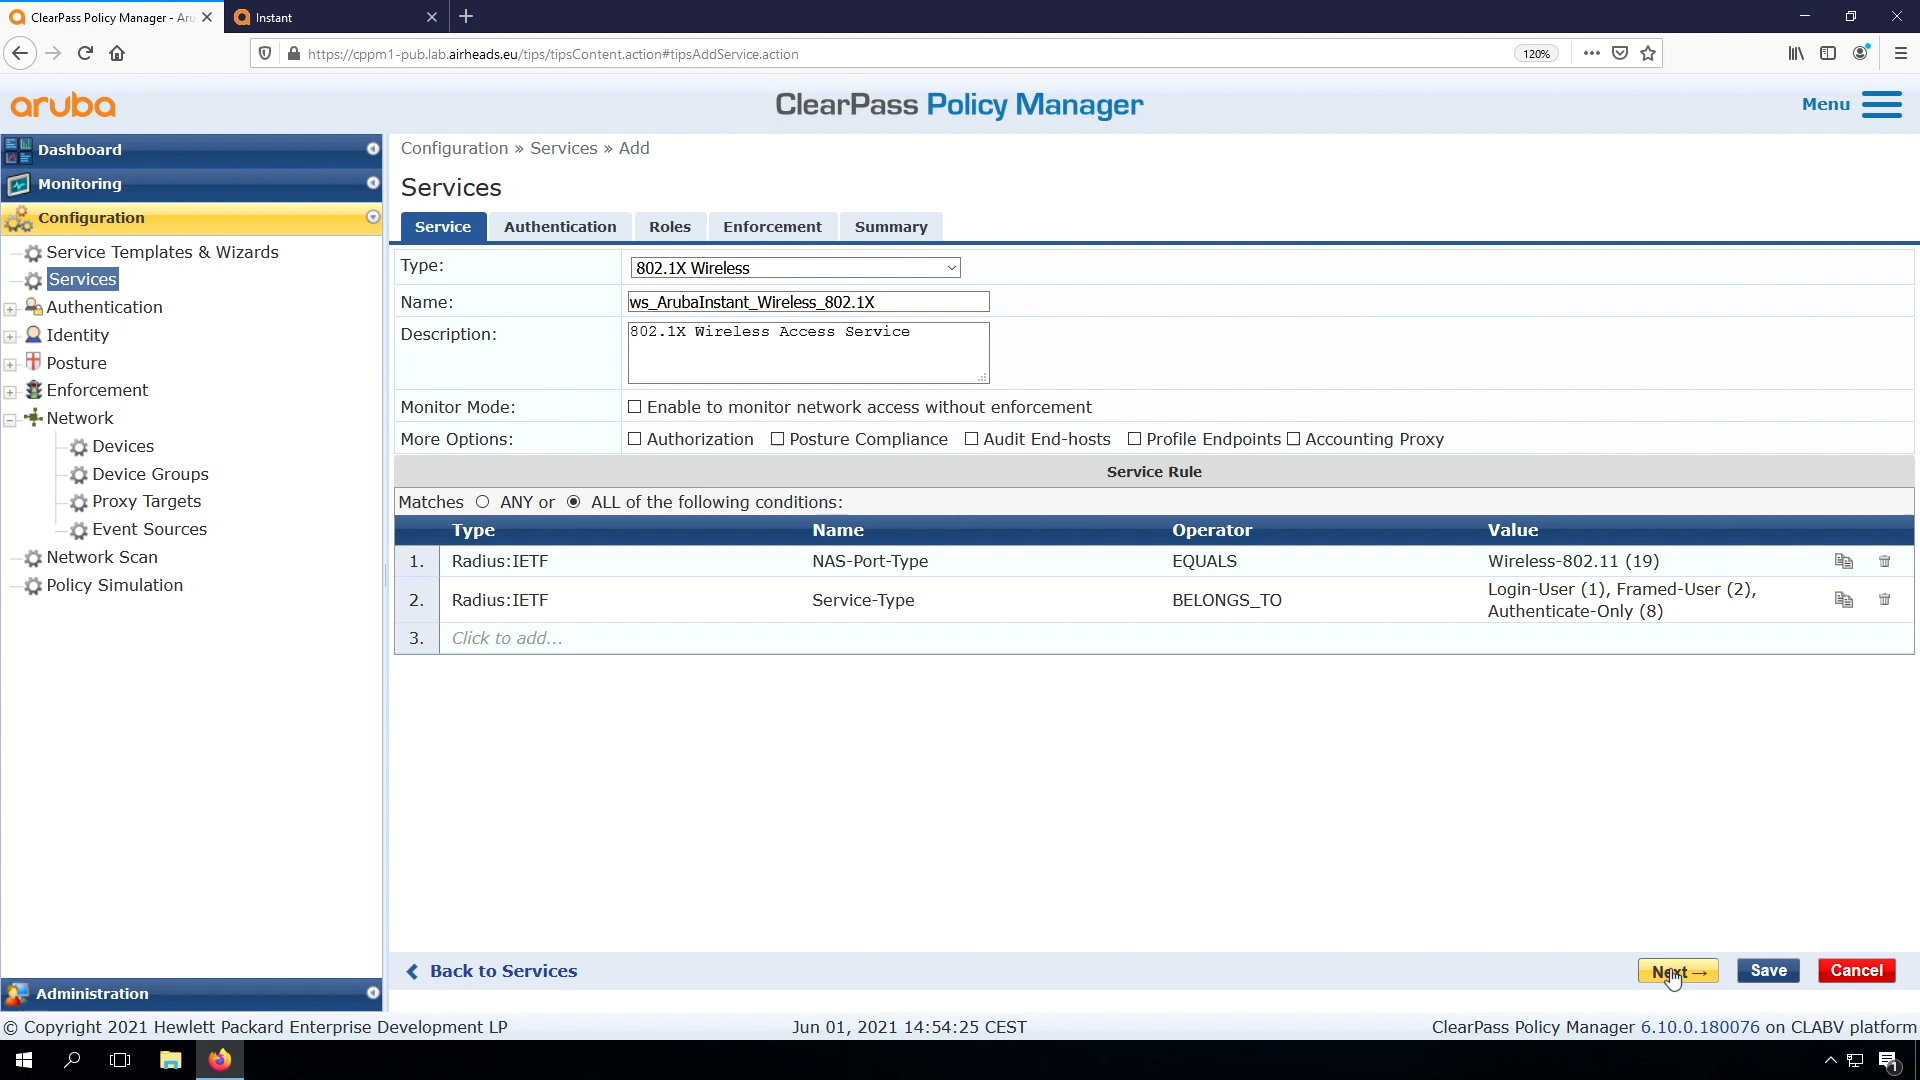 ClearPass Policy Manager - Aru
Instant
https://cppm1-pub.lab.airheads.eu/tips/tipsContent.action#tipsAddService.action
120%
aruba
ClearPass Policy Manager
Menu
Dashboard
Monitoring
Configuration
Service Templates & Wizards
Services
Authentication
Identity
Posture
Enforcement
Network
Devices
Device Groups
Proxy Targets
Event Sources
Network Scan
Policy Simulation
Administration
Configuration » Services » Add
Services
Service Authentication Roles Enforcement Summary
Type: 802.1X Wireless
Name: ws_ArubaInstant_Wireless_802.1X
Description: 802.1X Wireless Access Service
Monitor Mode: Enable to monitor network access without enforcement
More Options: Authorization Posture Compliance Audit End-hosts Profile Endpoints Accounting Proxy
Service Rule
Matches ANY or ALL of the following conditions:
Type Name Operator Value
1. Radius:IETF NAS-Port-Type EQUALS Wireless-802.11 (19)
2. Radius:IETF Service-Type BELONGS_TO Login-User (1), Framed-User (2),
Authenticate-Only (8)
3. Click to add...
Back to Services
Next → Save Cancel
© Copyright 2021 Hewlett Packard Enterprise Development LP Jun 01, 2021 14:54:25 CEST ClearPass Policy Manager 6.10.0.180076 on CLABV platform
1